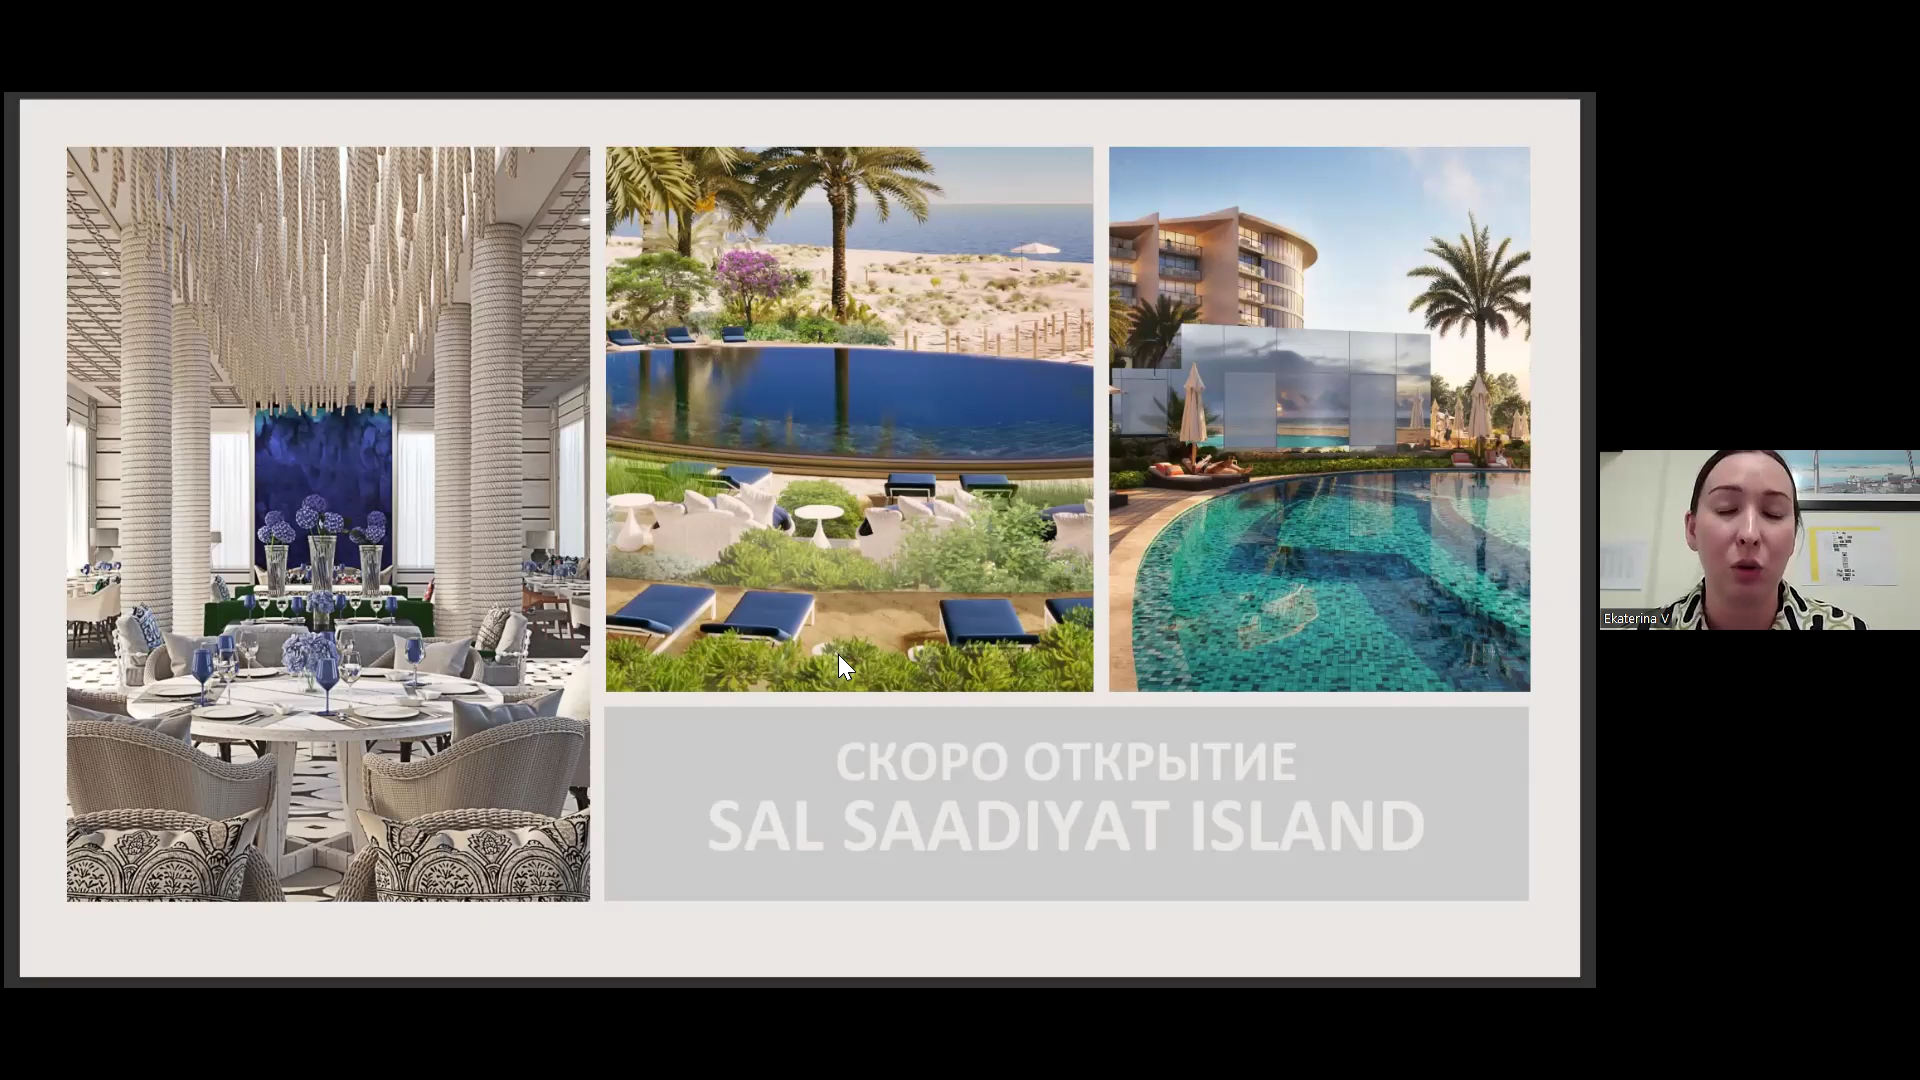 СКОРО ОТКРЫТИЕ
SAL SAADIYAT ISLAND
Ekaterina V